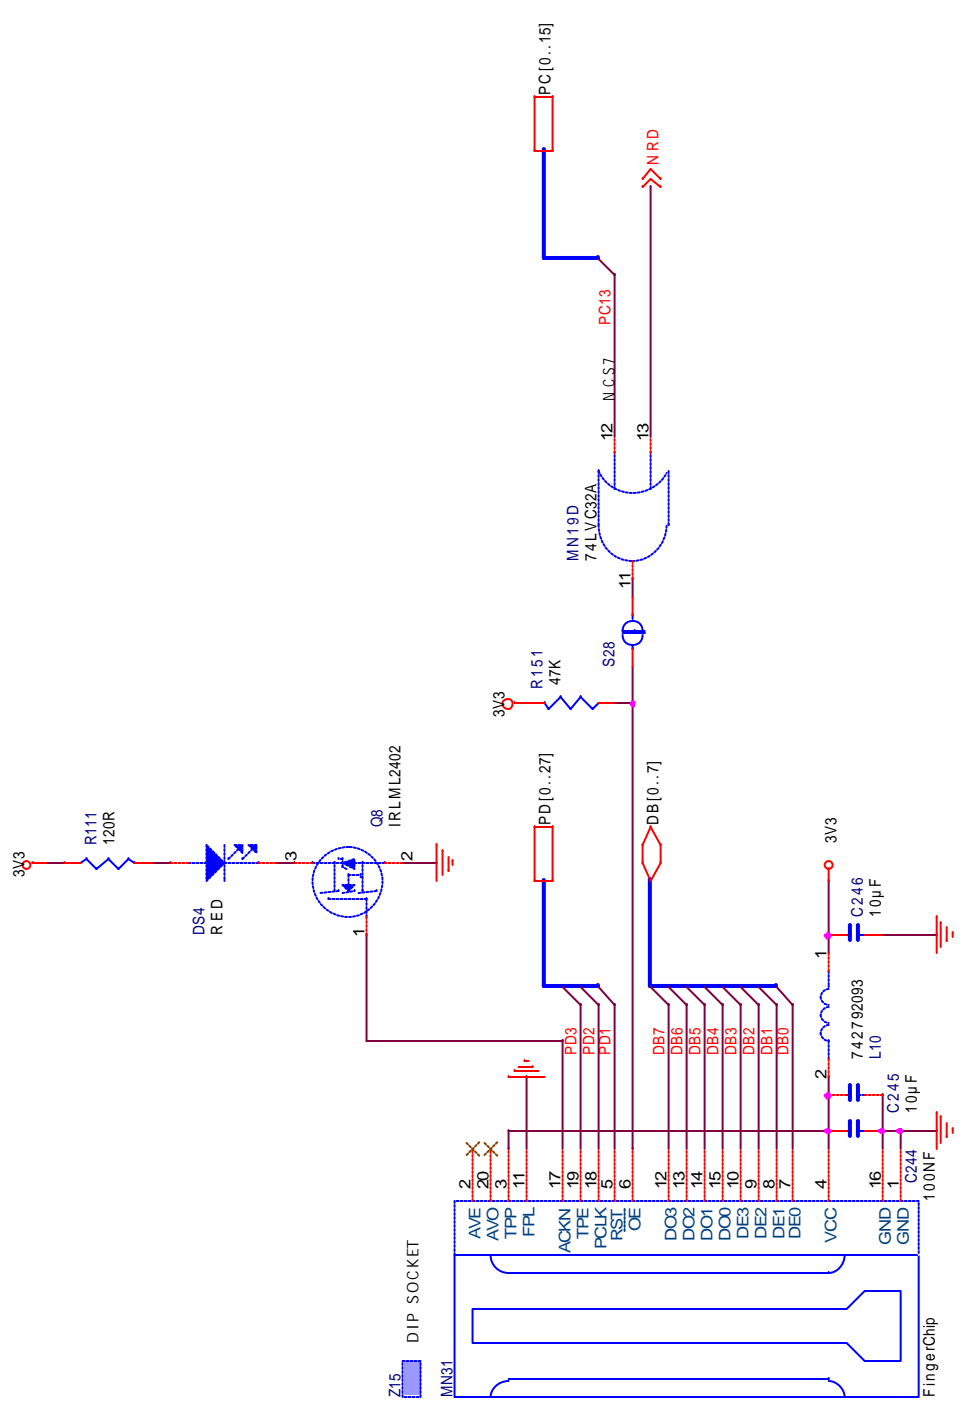 PC[0..15]
NRD
PC13
NCS7
12
13
MN19D
74LVC32A
11
S28
R151
47K
3V3
3V3
R111
120R
DS4
RED
3
Q8
IRLML2402
2
1
PD[0..27]
DB[0..7]
PD3
PD2
PD1
DB7
DB6
DB5
DB4
DB3
DB2
DB1
DB0
3V3
C246
10µF
1
742792093
L10
2
C245
10µF
C244
100NF
2
20
3
11
17
19
18
5
6
12
13
14
15
10
9
8
7
4
16
1
AVE
AVO
TPP
FPL
ACKN
TPE
PCLK
RST
OE
DO3
DO2
DO1
DO0
DE3
DE2
DE1
DE0
VCC
GND
GND
Z15
DIP SOCKET
MN31
FingerChip